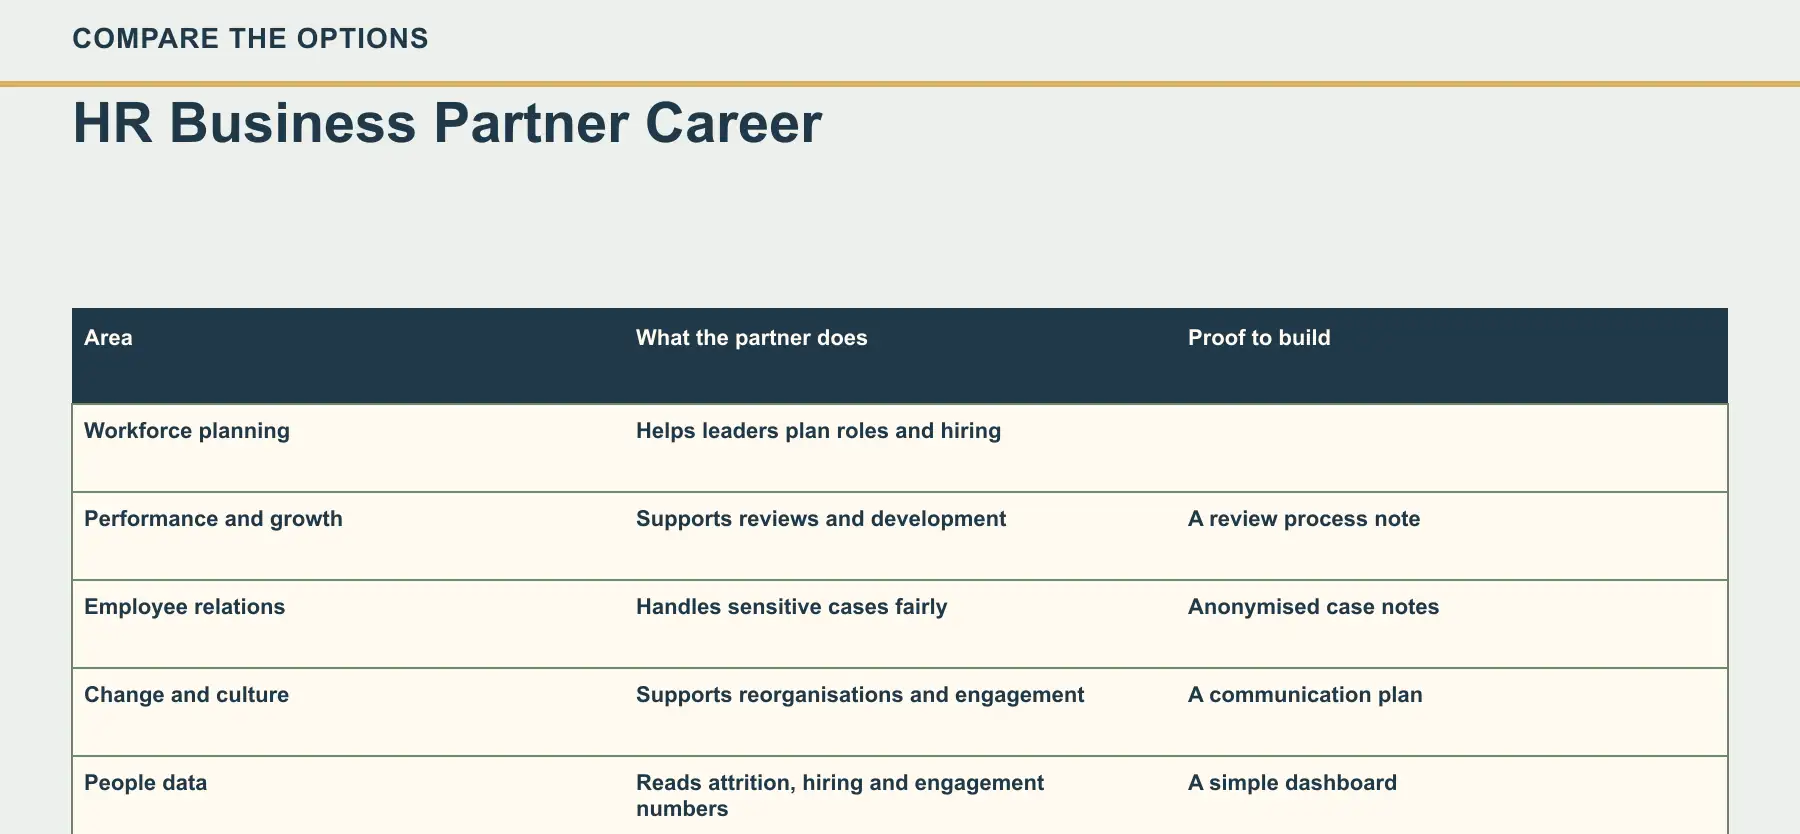 COMPARE THE OPTIONS
HR Business Partner Career
Area What the partner does Proof to build
Workforce planning Helps leaders plan roles and hiring
Performance and growth Supports reviews and development A review process note
Employee relations Handles sensitive cases fairly Anonymised case notes
Change and culture Supports reorganisations and engagement A communication plan
People data Reads attrition, hiring and engagement A simple dashboard
numbers